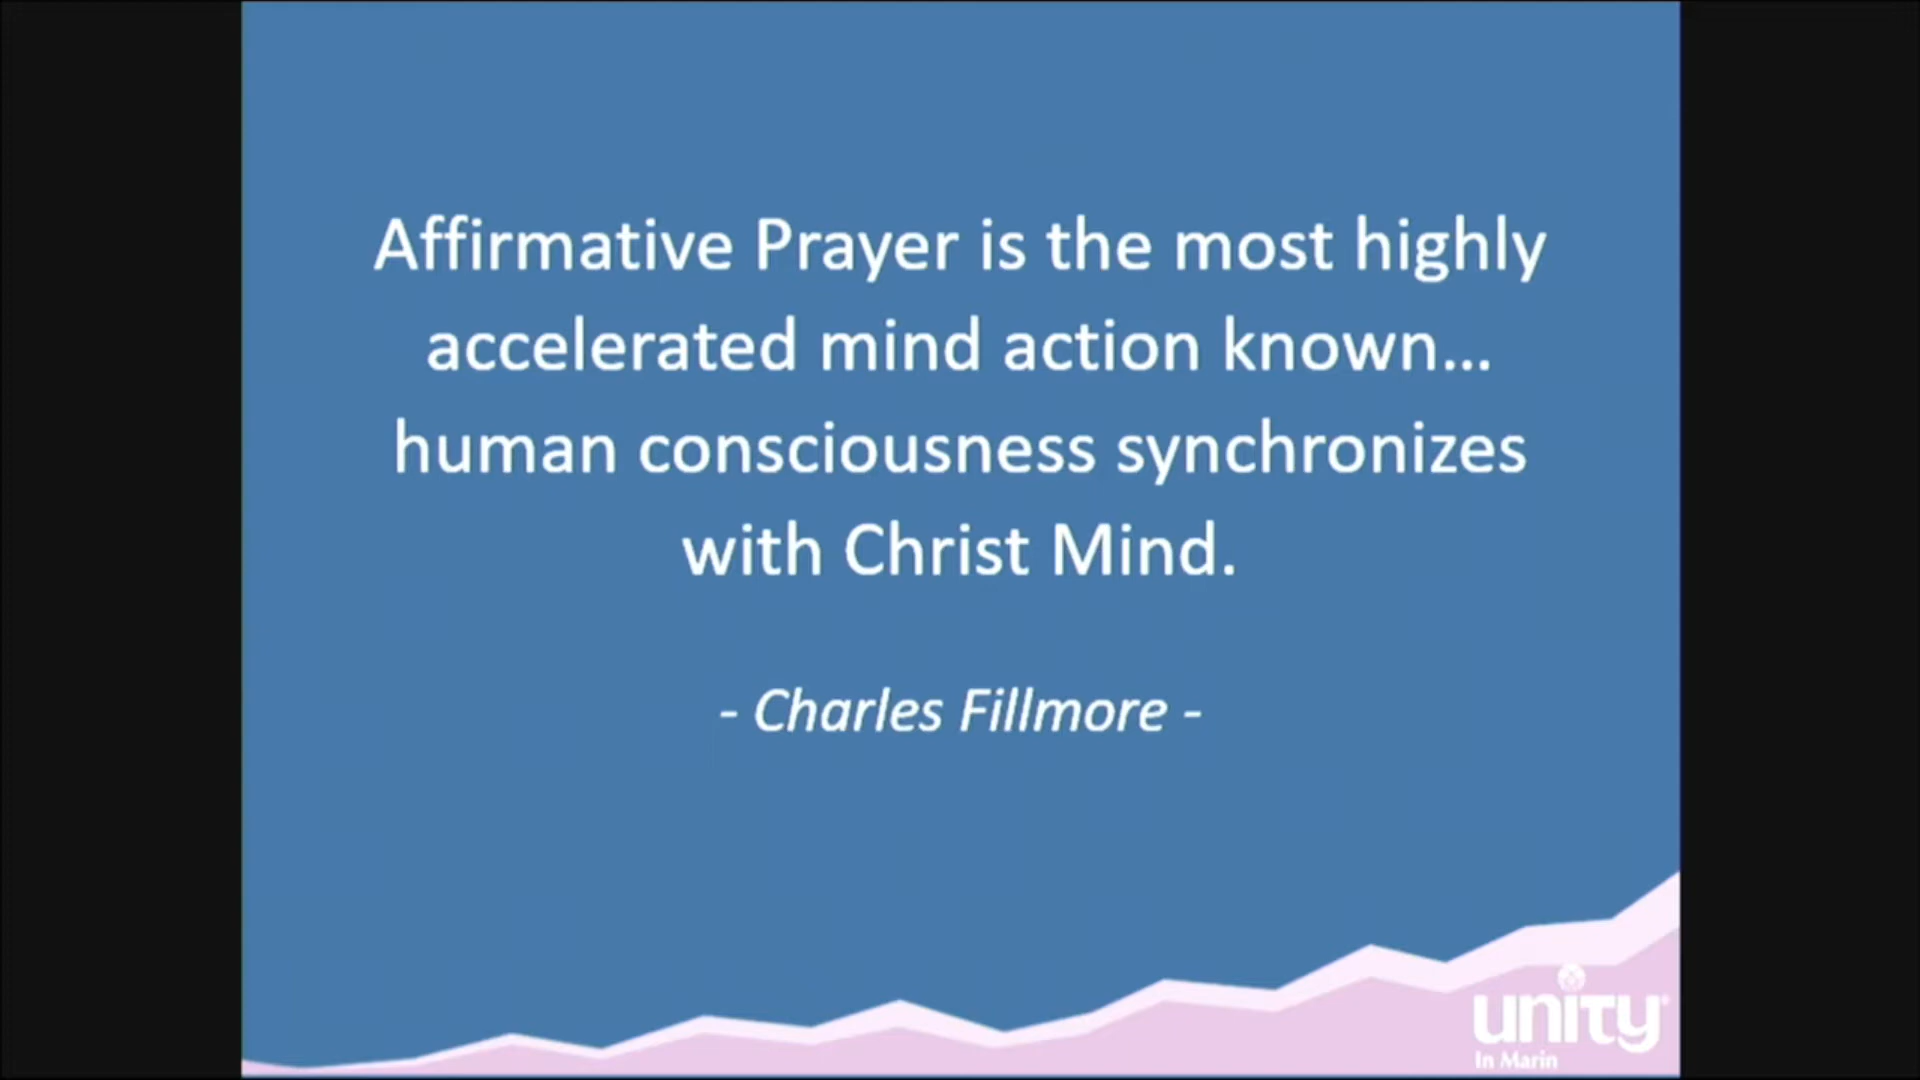 Affirmative Prayer is the most highly
accelerated mind action known...
human consciousness synchronizes
with Christ Mind.
- Charles Fillmore -
unity®
In Marin